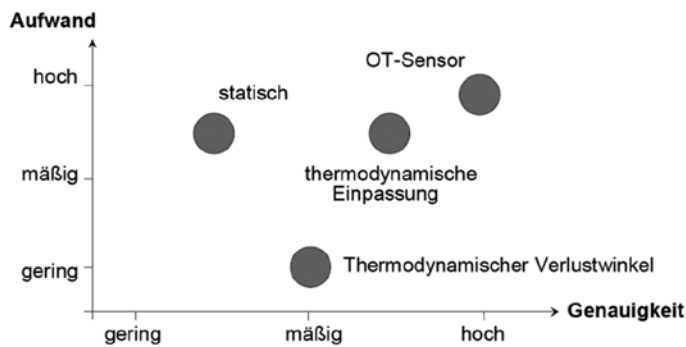 Aufwand
OT-Sensor
hoch
statisch
thermodynamische
Einpassung
mäßig
gering
Thermodynamischer Verlustwinkel
Genauigkeit
gering mäßig hoch